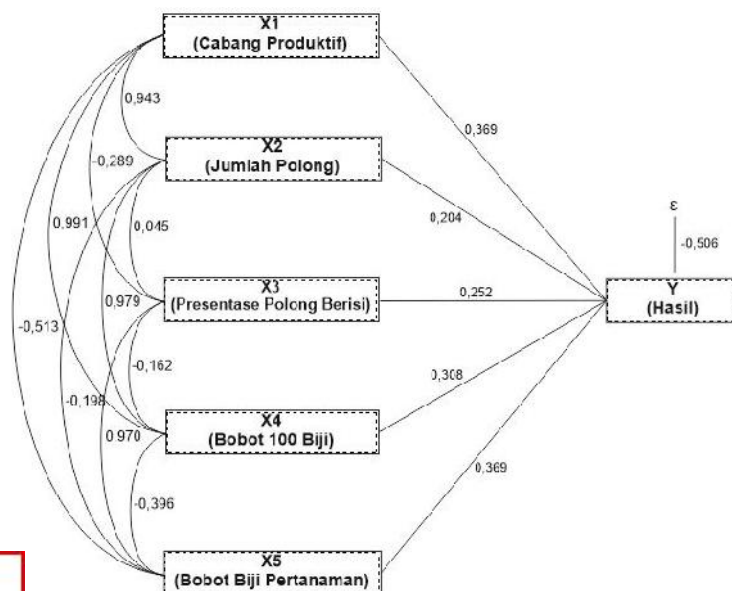 X1
(Cabang Produktif)
0,943
0,369
X2
(Jumlah Polong)
-0,289
0,204
ε
0,991
0,045
-0,506
X3
(Presentase Polong Berisi)
0,252
Y
(Hasil)
0,979
-0,513
-0,162
0,308
-0,198
0,970
X4
(Bobot 100 Biji)
0,369
-0,396
X5
(Bobot Biji Pertanaman)